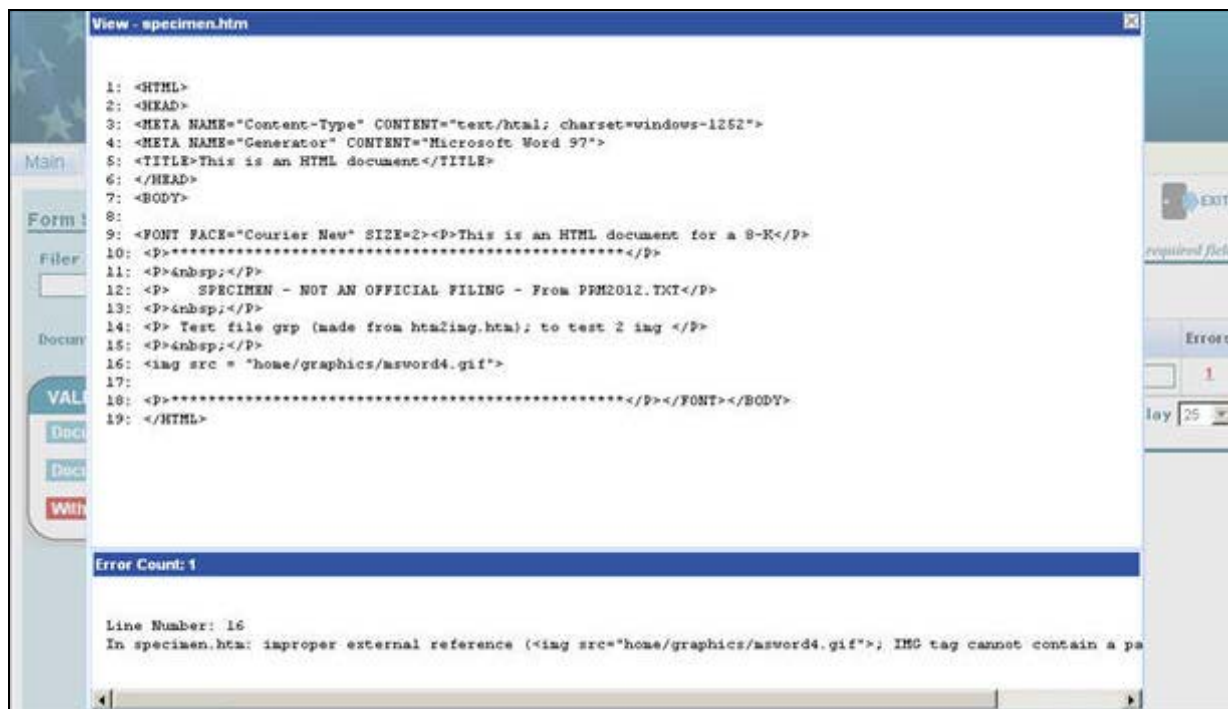 View - specimen.htm
1: <HTML>
2: <HEAD>
3: <META NAME="Content-Type" CONTENT="text/html; charset=windows-1252">
4: <META NAME="Generator" CONTENT="Microsoft Word 97">
5: <TITLE>This is an HTML document</TITLE>
6: </HEAD>
7: <BODY>
8:
9: <FONT FACE="Courier New" SIZE=2><P>This is an HTML document for a 8-K</P>
10: <P>**************************************************</P>
11: <P>&nbsp;</P>
12: <P>   SPECIMEN - NOT AN OFFICIAL FILING - From PRM2012.TXT</P>
13: <P>&nbsp;</P>
14: <P> Test file grp (made from htm2img.htm); to test 2 img </P>
15: <P>&nbsp;</P>
16: <img src = "home/graphics/msword4.gif">
17:
18: <P>**************************************************</P></FONT></BODY>
19: </HTML>
Main
Form
Filer
EXIT
required
Errors
1
25
Error Count: 1
Line Number: 16
In specimen.htm: improper external reference (<img src="home/graphics/msword4.gif">; IMG tag cannot contain a pa